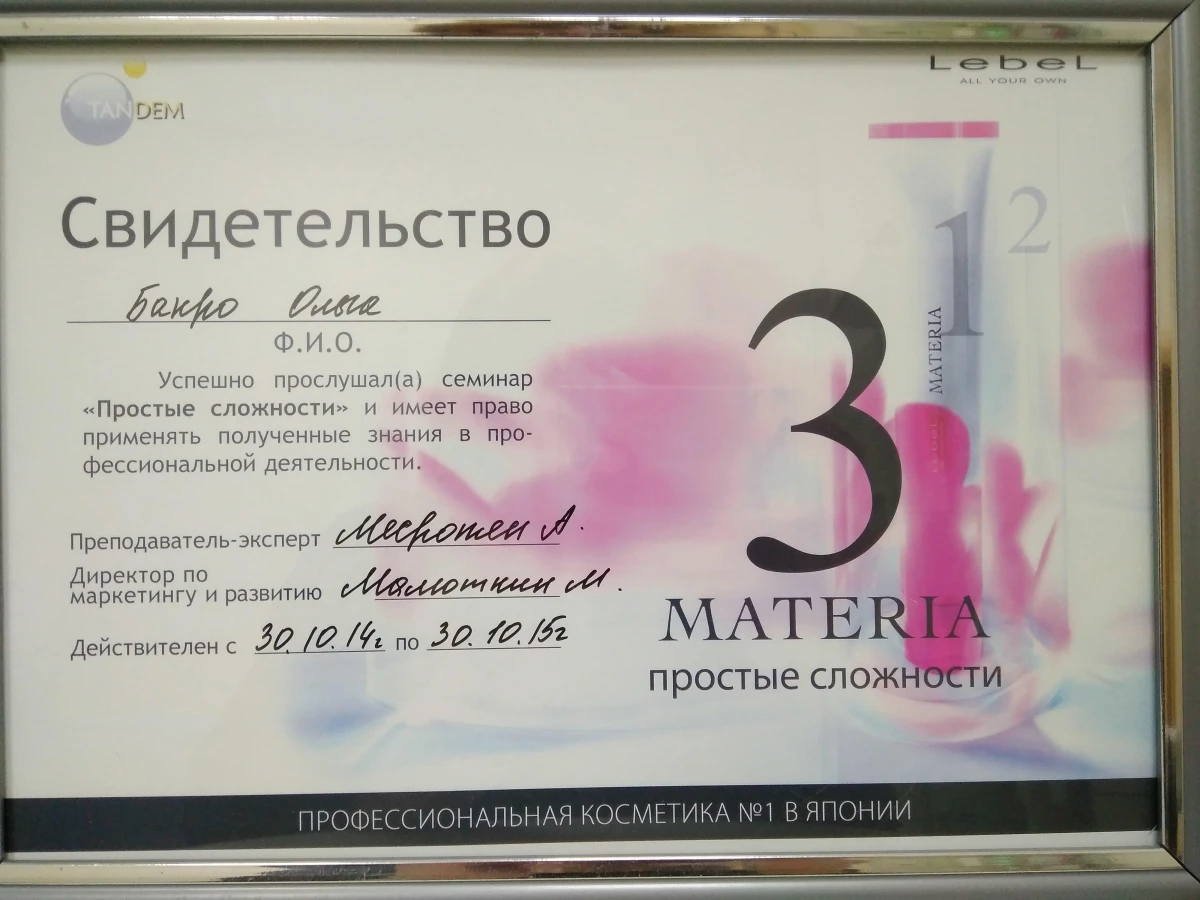 TANDEM
LebeL
ALL YOUR OWN
Свидетельство
Ольга
Ф.И.О.
Успешно прослушал(а) семинар
«Простые сложности» и имеет право
применять полученные знания в про-
фессиональной деятельности.
Преподаватель-эксперт А.
Директор по
маркетингу и развитию Мамоткин М.
Действителен с 30.10.14г по 30.10.15г
2
1
MATERIA
3
MATERIA
простые сложности
ПРОФЕССИОНАЛЬНАЯ КОСМЕТИКА №1 В ЯПОНИИ